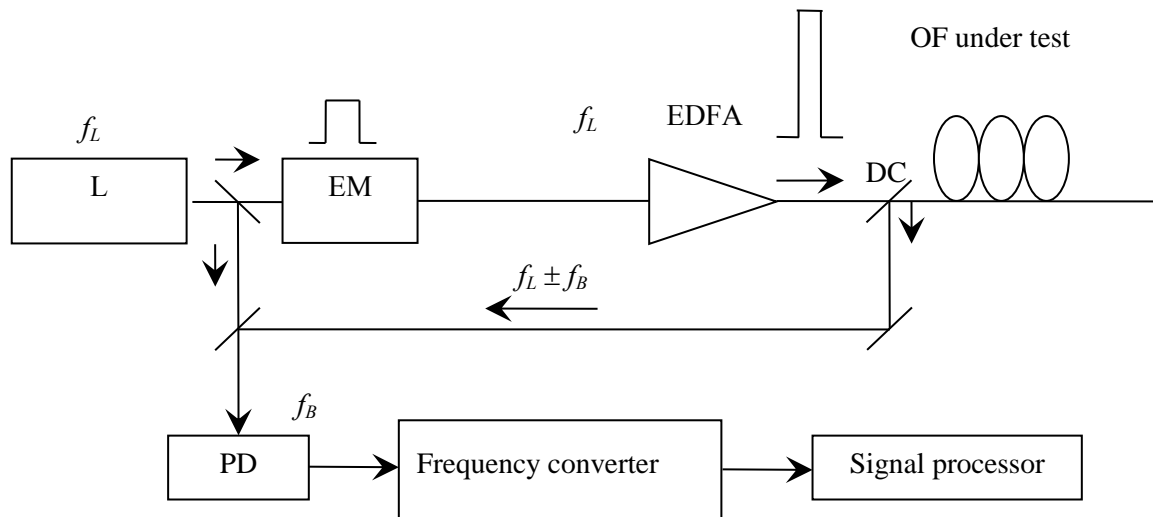 OF under test
f_L
f_L
EDFA
L
EM
DC
f_L ± f_B
f_B
PD
Frequency converter
Signal processor